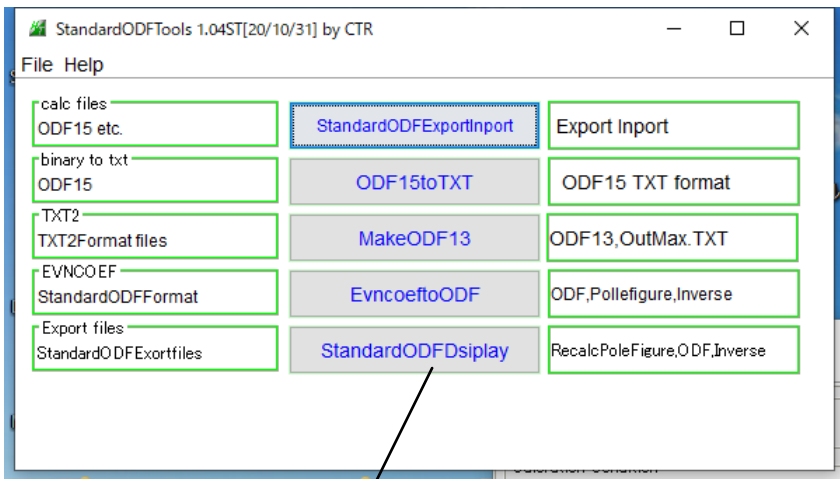 StandardODFTools 1.04ST[20/10/31] by CTR
File Help
calc files
ODF15 etc.
StandardODFExportInport
Export Inport
binary to txt
ODF15
ODF15toTXT
ODF15 TXT format
TXT2
TXT2Format files
MakeODF13
ODF13,OutMax.TXT
EVNCOEF
StandardODFFormat
EvncoeftoODF
ODF,Pollefigure,Inverse
Export files
StandardODFExortfiles
StandardODFDsiplay
RecalcPoleFigure,ODF,Inverse